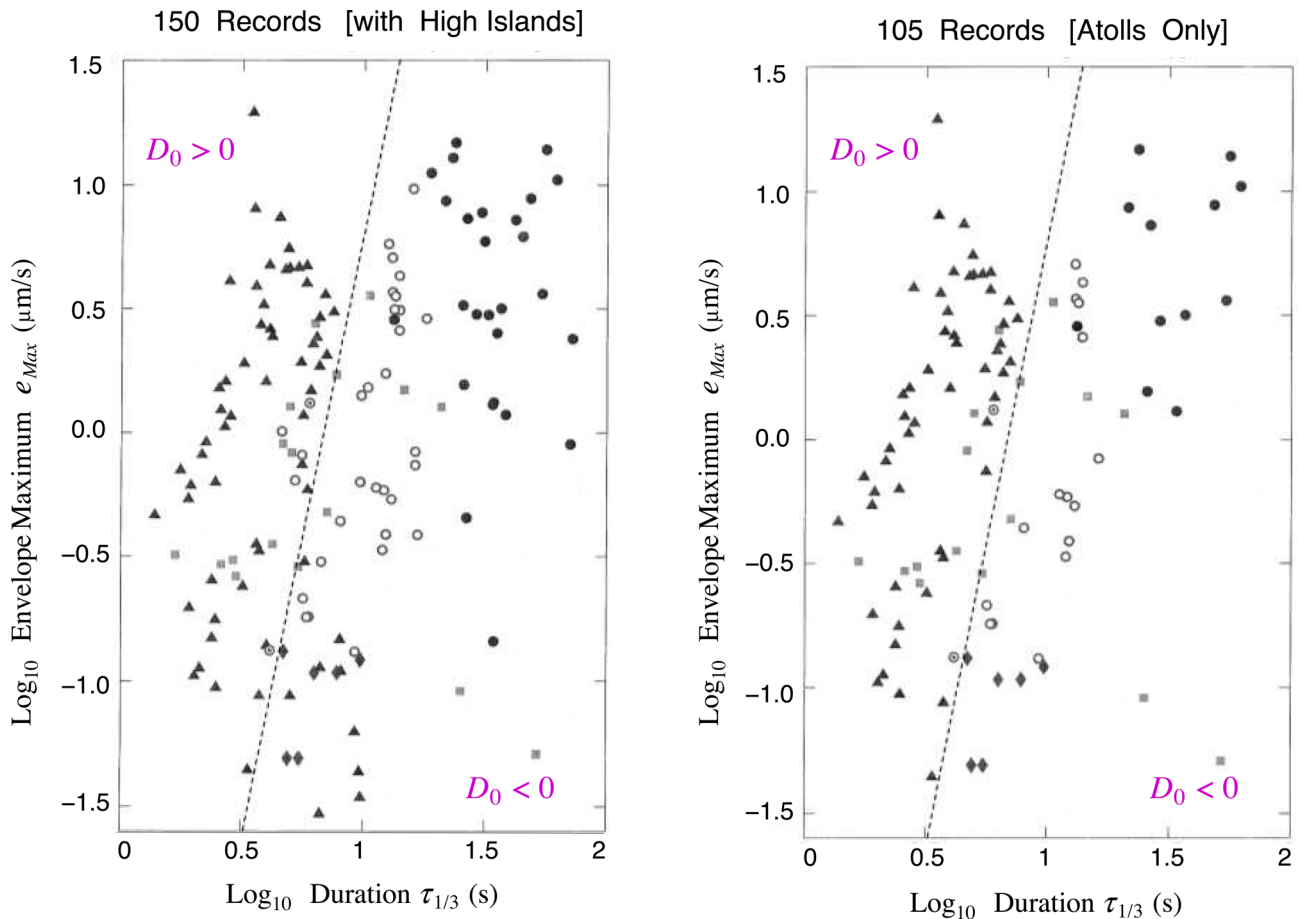 150 Records [with High Islands]
1.5
1.0
0.5
0.0
−0.5
−1.0
−1.5
D₀ > 0
D₀ < 0
0 0.5 1 1.5 2
Log₁₀ Envelope Maximum e_Max (μm/s)
Log₁₀ Duration τ₁/₃ (s)
105 Records [Atolls Only]
1.5
1.0
0.5
0.0
−0.5
−1.0
−1.5
D₀ > 0
D₀ < 0
0 0.5 1 1.5 2
Log₁₀ Envelope Maximum e_Max (μm/s)
Log₁₀ Duration τ₁/₃ (s)